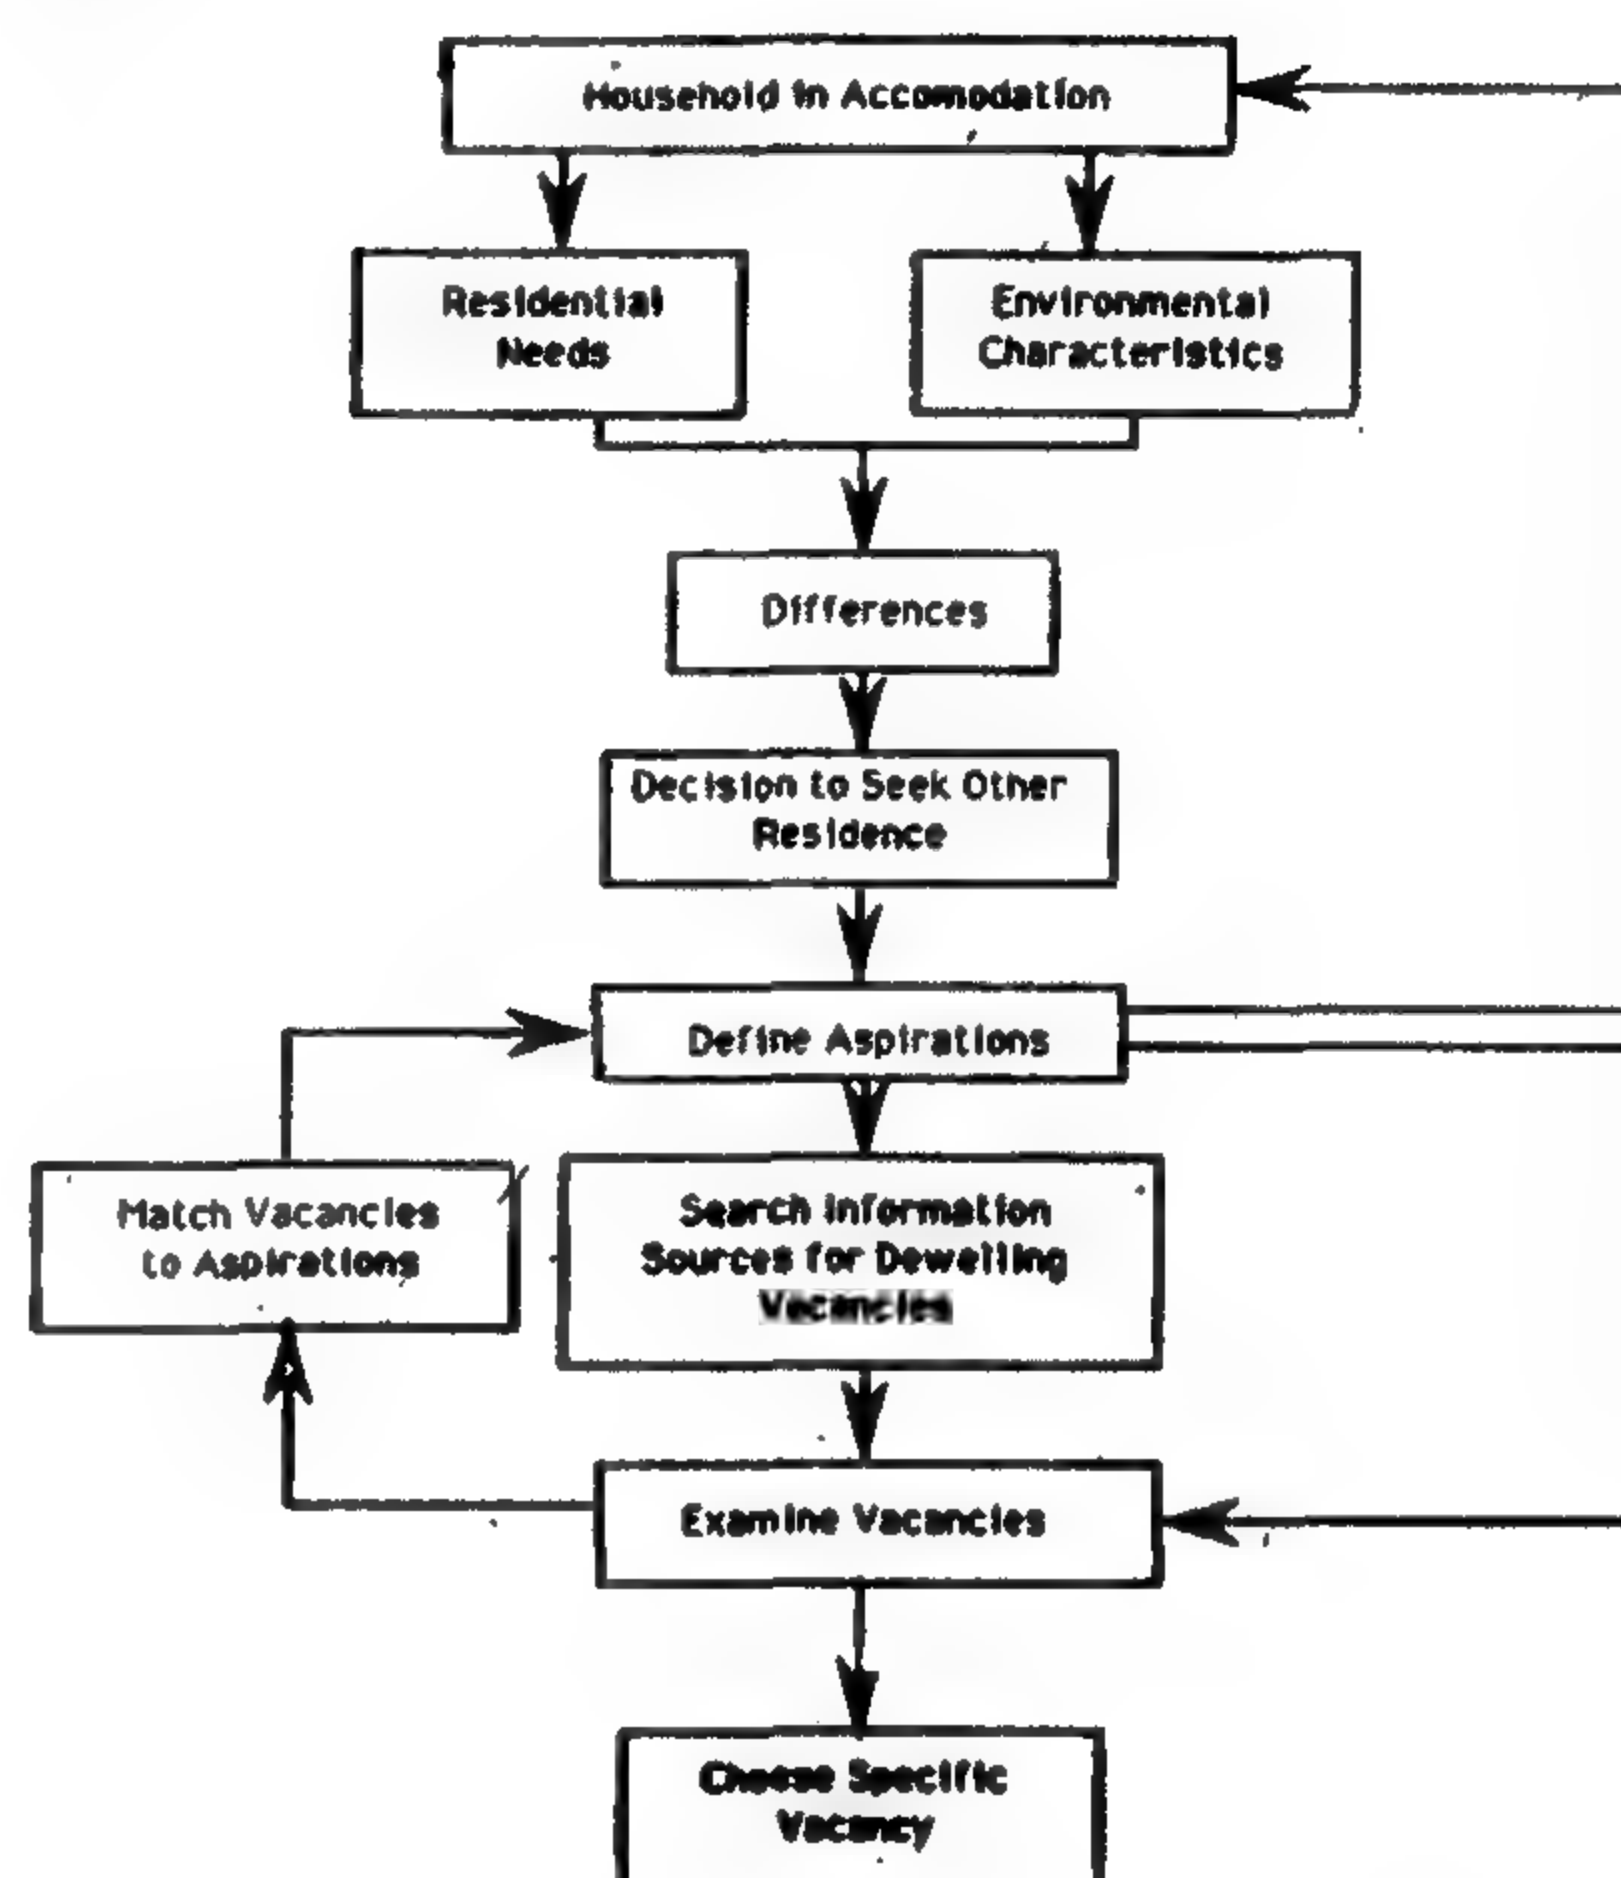 Household in Accomodation
Residential
Needs
Environmental
Characteristics
Differences
Decision to Seek Other
Residence
Define Aspirations
Match Vacancies
to Aspirations
Search Information
Sources for Dewelling
Vacancies
Examine Vacancies
Choose Specific
Vacancy